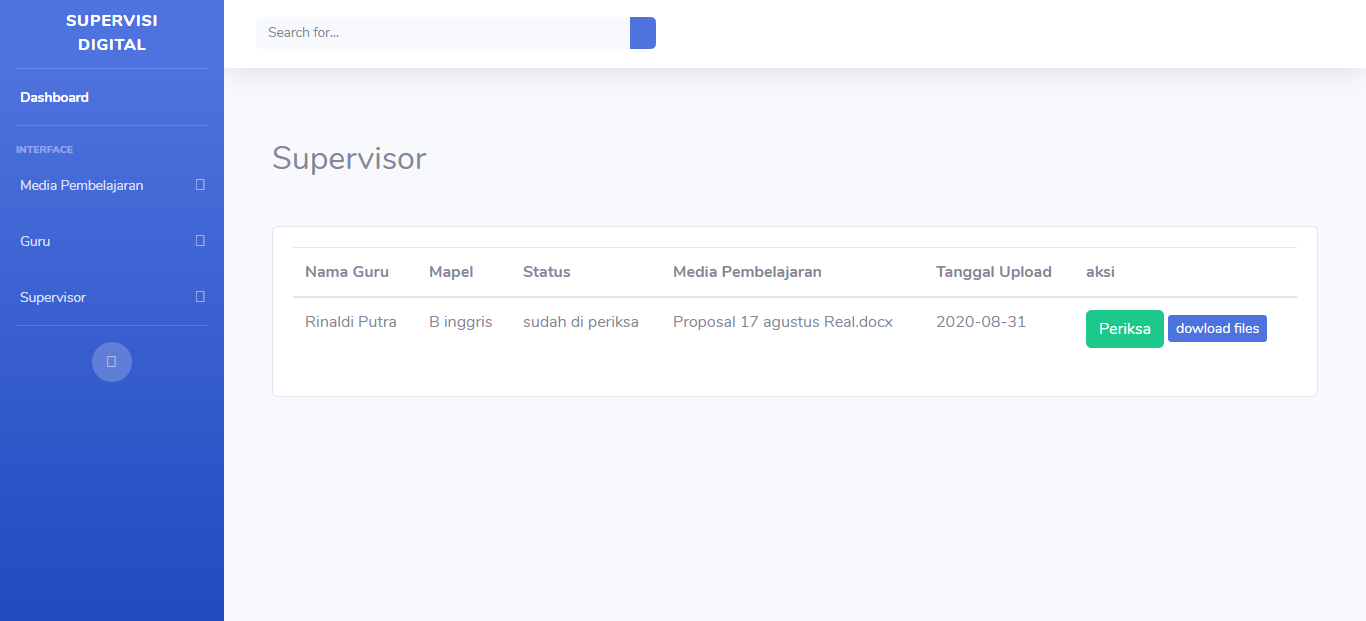 SUPERVISI
DIGITAL
Search for...
Dashboard
INTERFACE
Media Pembelajaran
Guru
Supervisor
Supervisor
Nama Guru Mapel Status Media Pembelajaran Tanggal Upload aksi
Rinaldi Putra B inggris sudah di periksa Proposal 17 agustus Real.docx 2020-08-31 Periksa dowload files